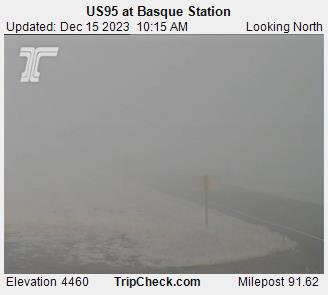 US95 at Basque Station
Updated: Dec 15 2023 10:15 AM Looking North
Elevation 4460 TripCheck.com Milepost 91.62